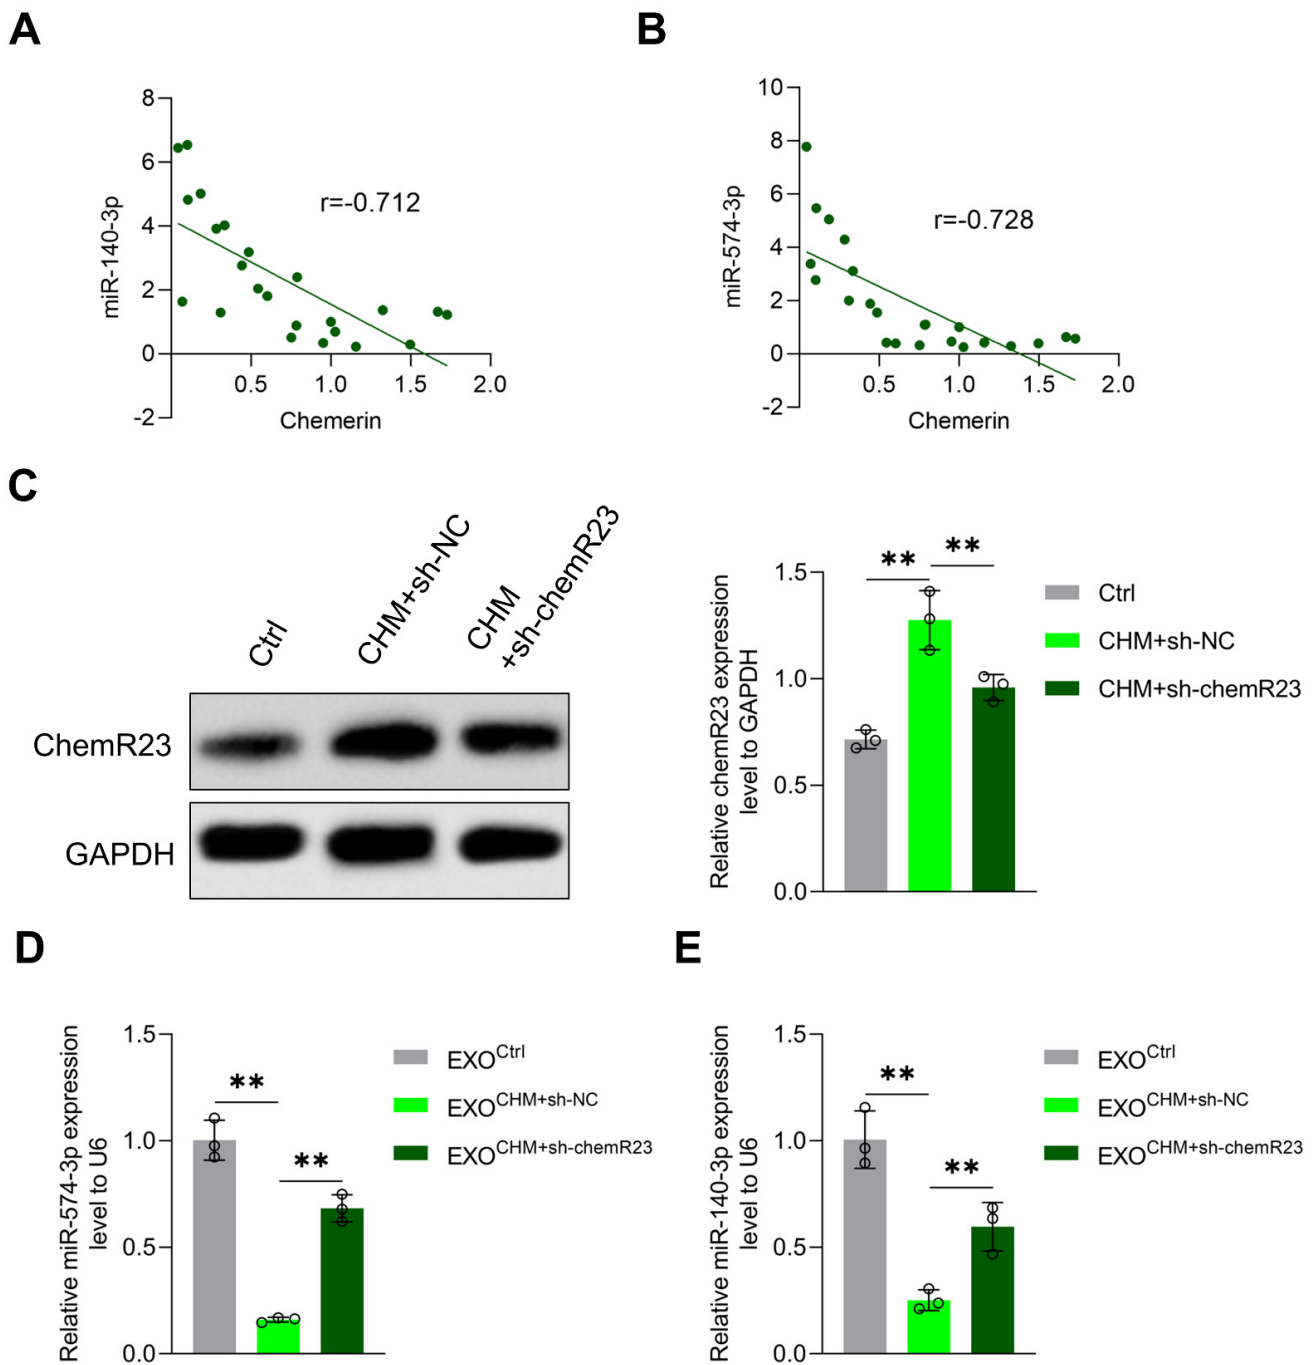 A
B
8
6
4
2
0
-2
miR-140-3p
r=-0.712
0.5 1.0 1.5 2.0
Chemerin
10
8
6
4
2
0
-2
miR-574-3p
r=-0.728
0.5 1.0 1.5 2.0
Chemerin
C
Ctrl
CHM+sh-NC
CHM
+sh-chemR23
ChemR23
GAPDH
Relative chemR23 expression
level to GAPDH
1.5
1.0
0.5
0.0
**
**
Ctrl
CHM+sh-NC
CHM+sh-chemR23
D
E
Relative miR-574-3p expression
level to U6
1.5
1.0
0.5
0.0
**
**
EXOCtrl
EXOCHM+sh-NC
EXOCHM+sh-chemR23
Relative miR-140-3p expression
level to U6
1.5
1.0
0.5
0.0
**
**
EXOCtrl
EXOCHM+sh-NC
EXOCHM+sh-chemR23